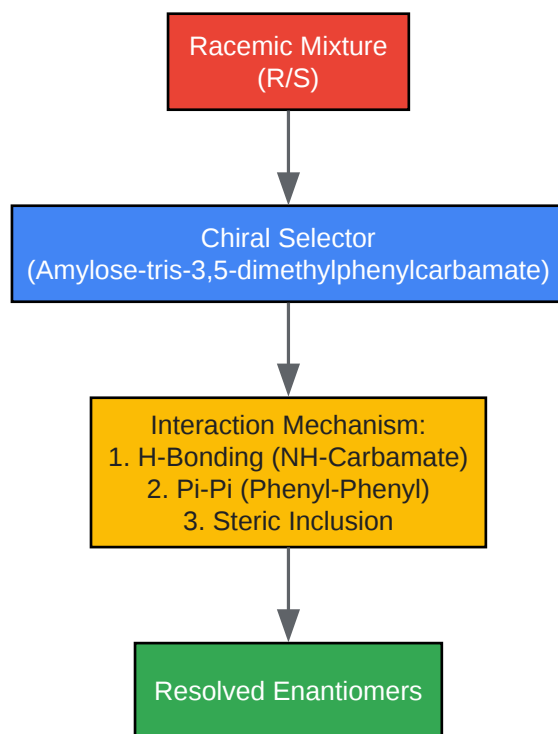 Racemic Mixture
(R/S)
Chiral Selector
(Amylose-tris-3,5-dimethylphenylcarbamate)
Interaction Mechanism:
1. H-Bonding (NH-Carbamate)
2. Pi-Pi (Phenyl-Phenyl)
3. Steric Inclusion
Resolved Enantiomers